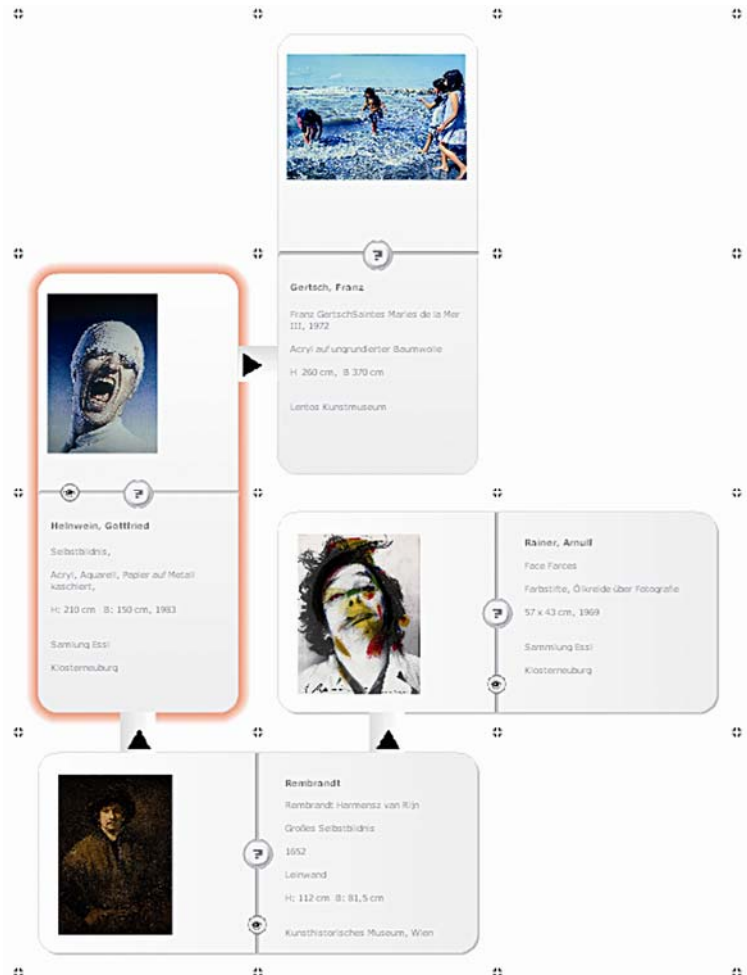 Gertsch, Franz
Franz GertschSaintes Maries de la Mer
III, 1972
Acryl auf ungrundierter Baumwolle
H 260 cm, B 370 cm
Lentos Kunstmuseum
Helnwein, Gottfried
Selbstbildnis,
Acryl, Aquarell, Papier auf Metall
kaschiert,
H: 210 cm B: 150 cm, 1983
Samlung Essl
Klosterneuburg
Rainer, Arnulf
Face Farces
Farbstifte, Ölkreide über Fotografie
57 x 43 cm, 1969
Sammlung Essl
Klosterneuburg
Rembrandt
Rembrandt Harmensz van Rijn
Großes Selbstbildnis
1652
Leinwand
H: 112 cm B: 81,5 cm
Kunsthistorisches Museum, Wien